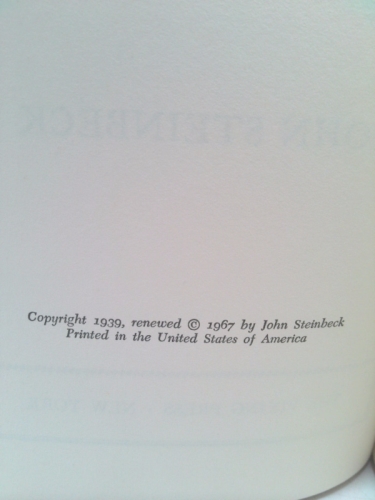 Copyright 1939, renewed © 1967 by John Steinbeck
Printed in the United States of America